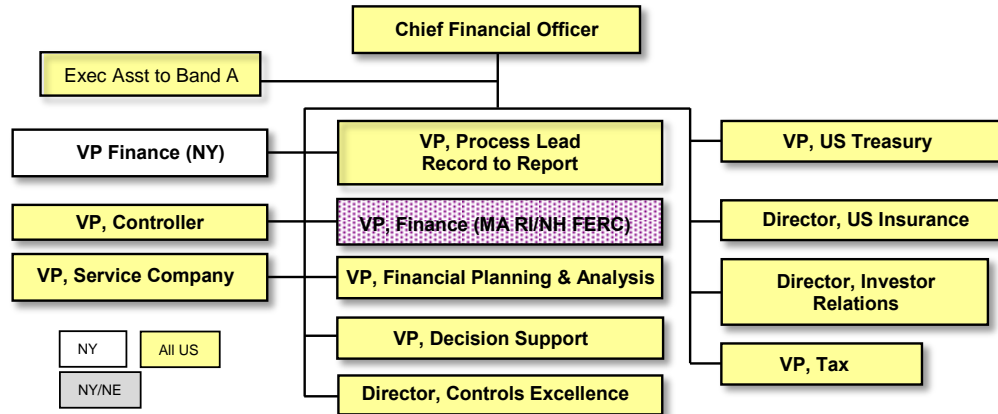 Chief Financial Officer
Exec Asst to Band A
VP Finance (NY)
VP, Process Lead
Record to Report
VP, US Treasury
VP, Controller
VP, Finance (MA RI/NH FERC)
Director, US Insurance
VP, Service Company
VP, Financial Planning & Analysis
Director, Investor
Relations
VP, Decision Support
VP, Tax
Director, Controls Excellence
NY
All US
NY/NE